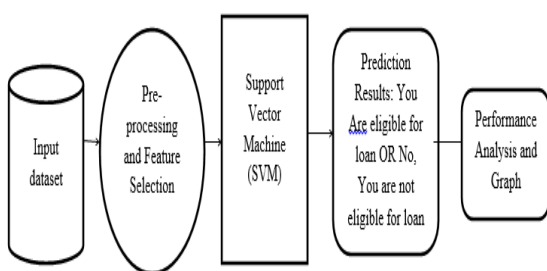 Input
dataset
Pre-
processing
and Feature
Selection
Support
Vector
Machine
(SVM)
Prediction
Results: You
Are eligible for
loan OR No,
You are not
eligible for loan
Performance
Analysis and
Graph